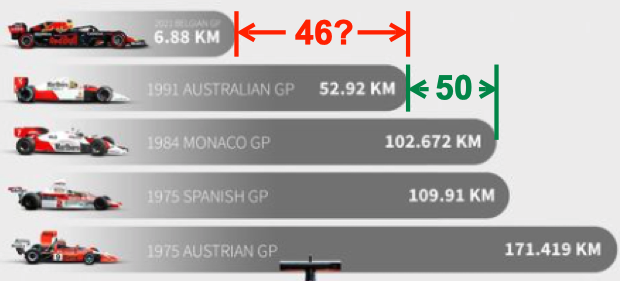 2021 BELGIAN GP
6.88 KM
46?
1991 AUSTRALIAN GP 52.92 KM
50
1984 MONACO GP 102.672 KM
1975 SPANISH GP 109.91 KM
1975 AUSTRIAN GP 171.419 KM